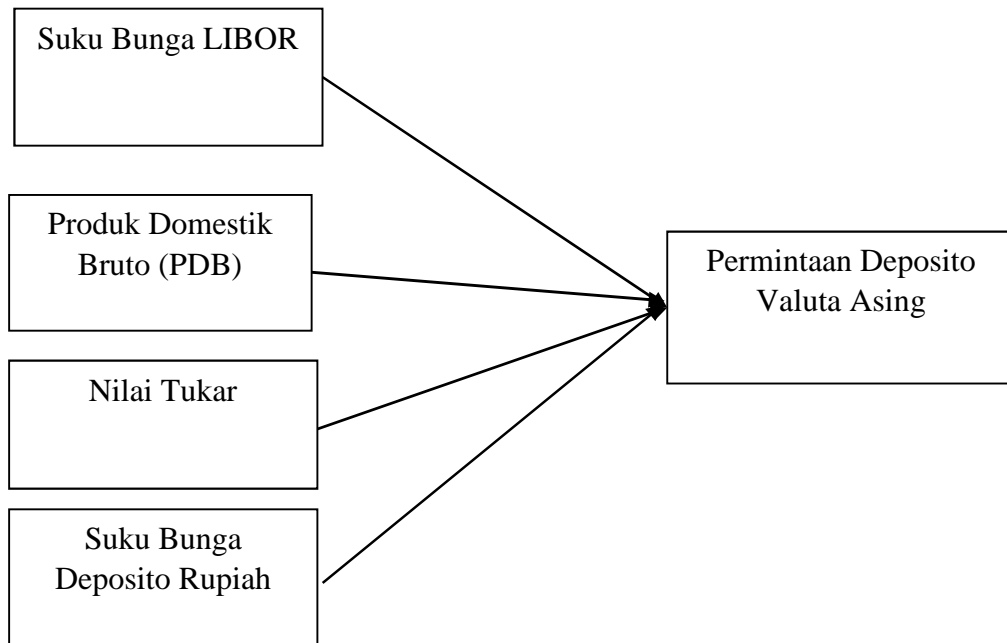 Suku Bunga LIBOR
Produk Domestik
Bruto (PDB)
Permintaan Deposito
Valuta Asing
Nilai Tukar
Suku Bunga
Deposito Rupiah